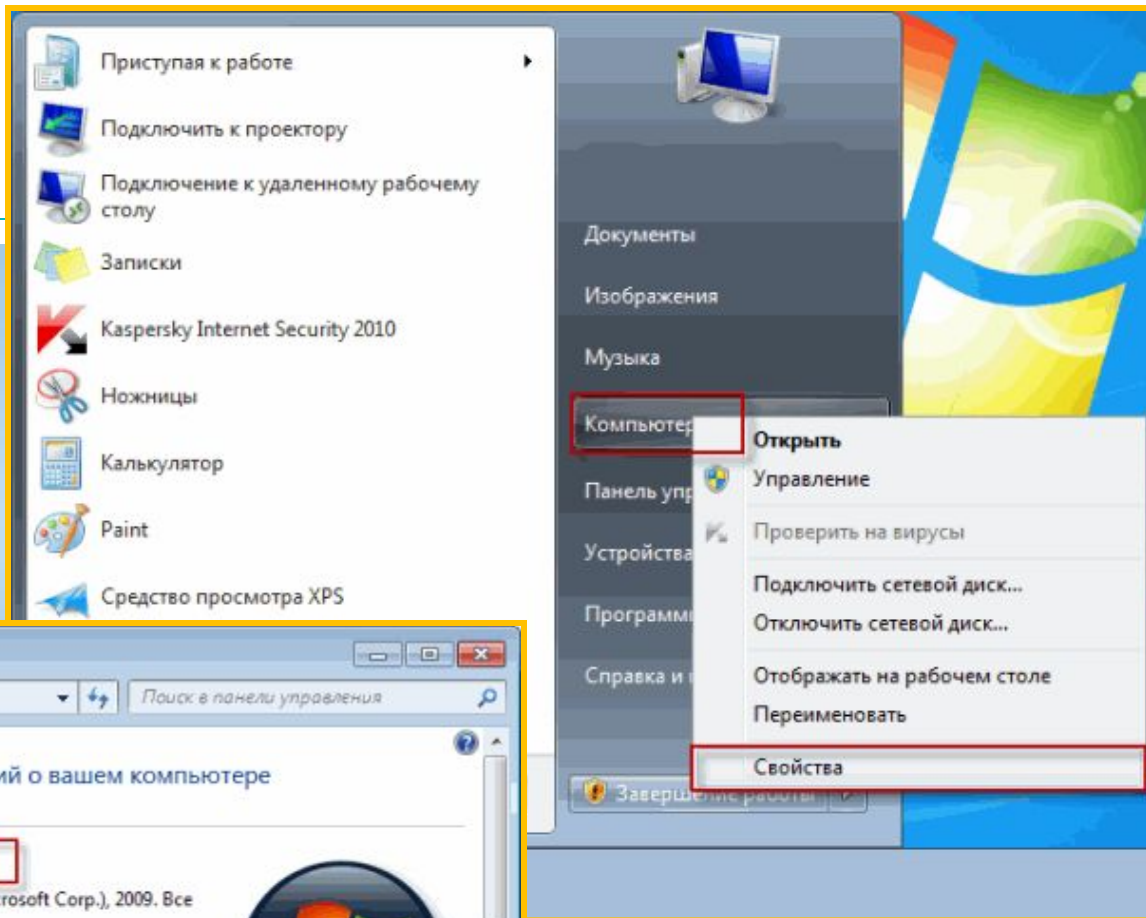 Приступая к работе
Подключить к проектору
Подключение к удаленному рабочему
столу
Записки
Kaspersky Internet Security 2010
Ножницы
Калькулятор
Paint
Средство просмотра XPS
Документы
Изображения
Музыка
Компьютер
Панель упр
Устройства
Программ
Справка и
Завершение работы
Открыть
Управление
Проверить на вирусы
Подключить сетевой диск...
Отключить сетевой диск...
Отображать на рабочем столе
Переименовать
Свойства
Поиск в панели управления
ий о вашем компьютере
rosoft Corp.), 2009. Все